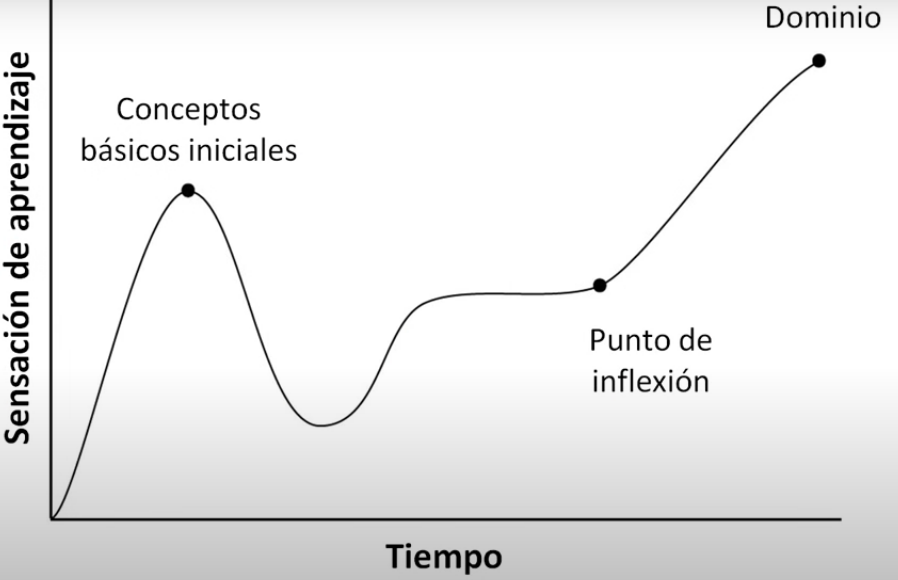 Dominio
Conceptos
básicos iniciales
Sensación de aprendizaje
Punto de
inflexión
Tiempo